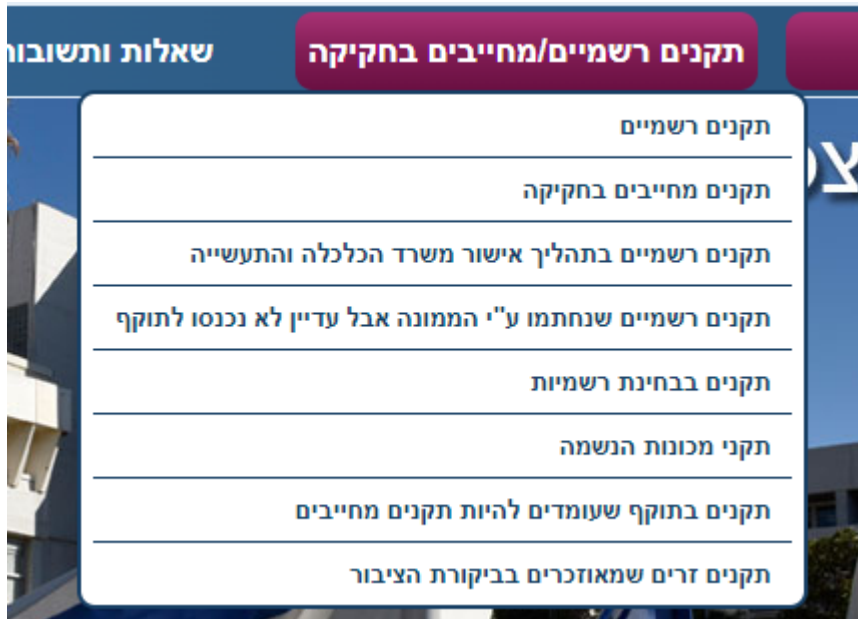 תקנים רשמיים/מחייבים בחקיקה
שאלות ותשובות
תקנים רשמיים
תקנים מחייבים בחקיקה
תקנים רשמיים בתהליך אישור משרד הכלכלה והתעשייה
תקנים רשמיים שנחתמו ע"י הממונה אבל עדיין לא נכנסו לתוקף
תקנים בבחינת רשמיות
תקני מכונות הנשמה
תקנים בתוקף שעומדים להיות תקנים מחייבים
תקנים זרים שמאוזכרים בביקורת הציבור